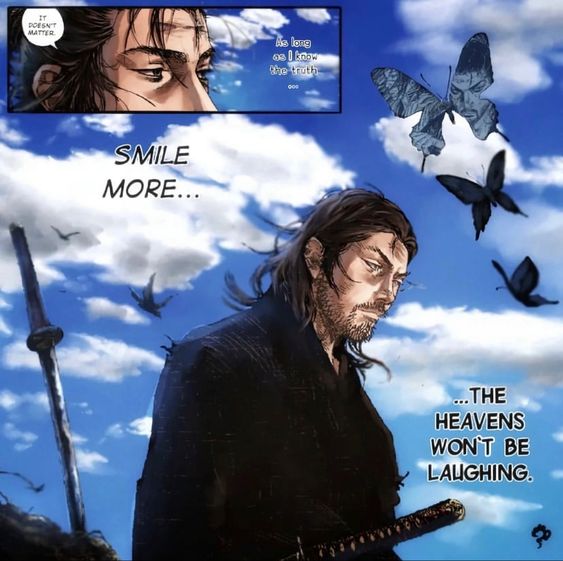 IT
DOESN'T
MATTER.
As long
as I know
the truth
...
SMILE
MORE...
...THE
HEAVENS
WON'T BE
LAUGHING.